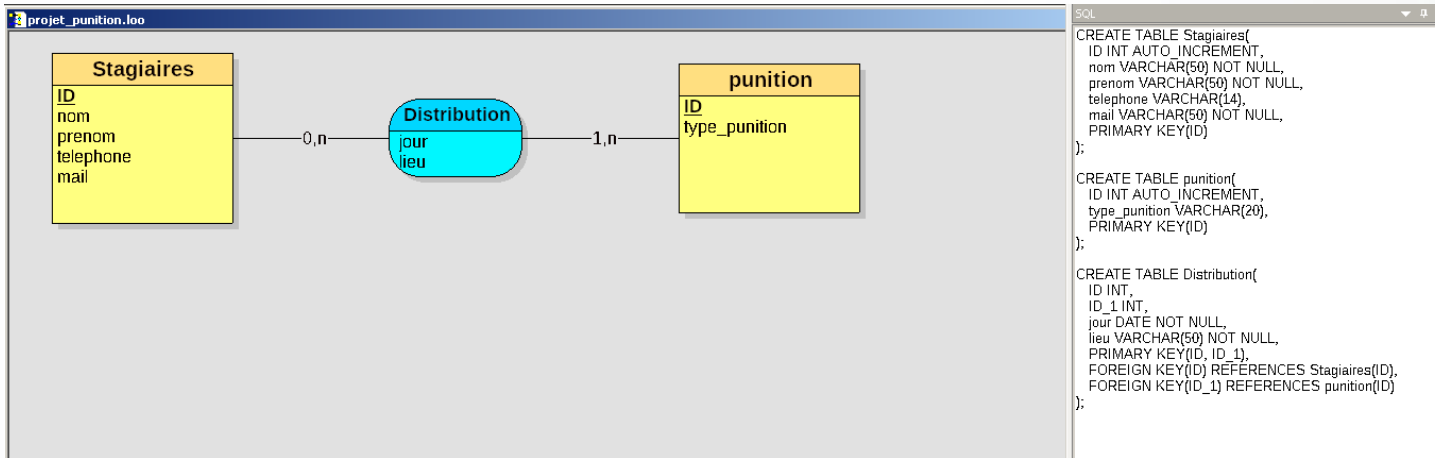 projet_punition.loo
Stagiaires
ID
nom
prenom
telephone
mail
0,n
Distribution
jour
lieu
1,n
punition
ID
type_punition
SQL
CREATE TABLE Stagiaires(
ID INT AUTO_INCREMENT,
nom VARCHAR(50) NOT NULL,
prenom VARCHAR(50) NOT NULL,
telephone VARCHAR(14),
mail VARCHAR(50) NOT NULL,
PRIMARY KEY(ID)
);
CREATE TABLE punition(
ID INT AUTO_INCREMENT,
type_punition VARCHAR(20),
PRIMARY KEY(ID)
);
CREATE TABLE Distribution(
ID INT,
ID_1 INT,
jour DATE NOT NULL,
lieu VARCHAR(50) NOT NULL,
PRIMARY KEY(ID, ID_1),
FOREIGN KEY(ID) REFERENCES Stagiaires(ID),
FOREIGN KEY(ID_1) REFERENCES punition(ID)
);